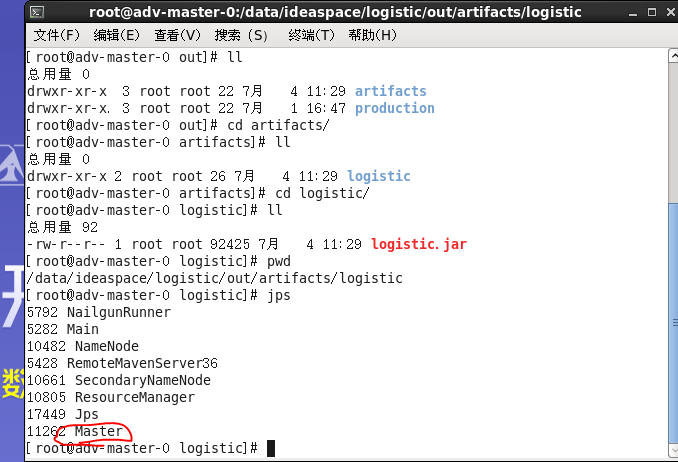 root@adv-master-0:/data/ideaspace/logistic/out/artifacts/logistic
文件(F) 编辑(E) 查看(V) 搜索 (S) 终端(T) 帮助(H)
[root@adv-master-0 out]# ll
总用量 0
drwxr-xr-x 3 root root 22 7月 4 11:29 artifacts
drwxr-xr-x. 3 root root 22 7月 1 16:47 production
[root@adv-master-0 out]# cd artifacts/
[root@adv-master-0 artifacts]# ll
总用量 0
drwxr-xr-x 2 root root 26 7月 4 11:29 logistic
[root@adv-master-0 artifacts]# cd logistic/
[root@adv-master-0 logistic]# ll
总用量 92
-rw-r--r-- 1 root root 92425 7月 4 11:29 logistic.jar
[root@adv-master-0 logistic]# pwd
/data/ideaspace/logistic/out/artifacts/logistic
[root@adv-master-0 logistic]# jps
5792 NailgunRunner
5282 Main
10482 NameNode
5428 RemoteMavenServer36
10661 SecondaryNameNode
10805 ResourceManager
17449 Jps
11262 Master
[root@adv-master-0 logistic]#